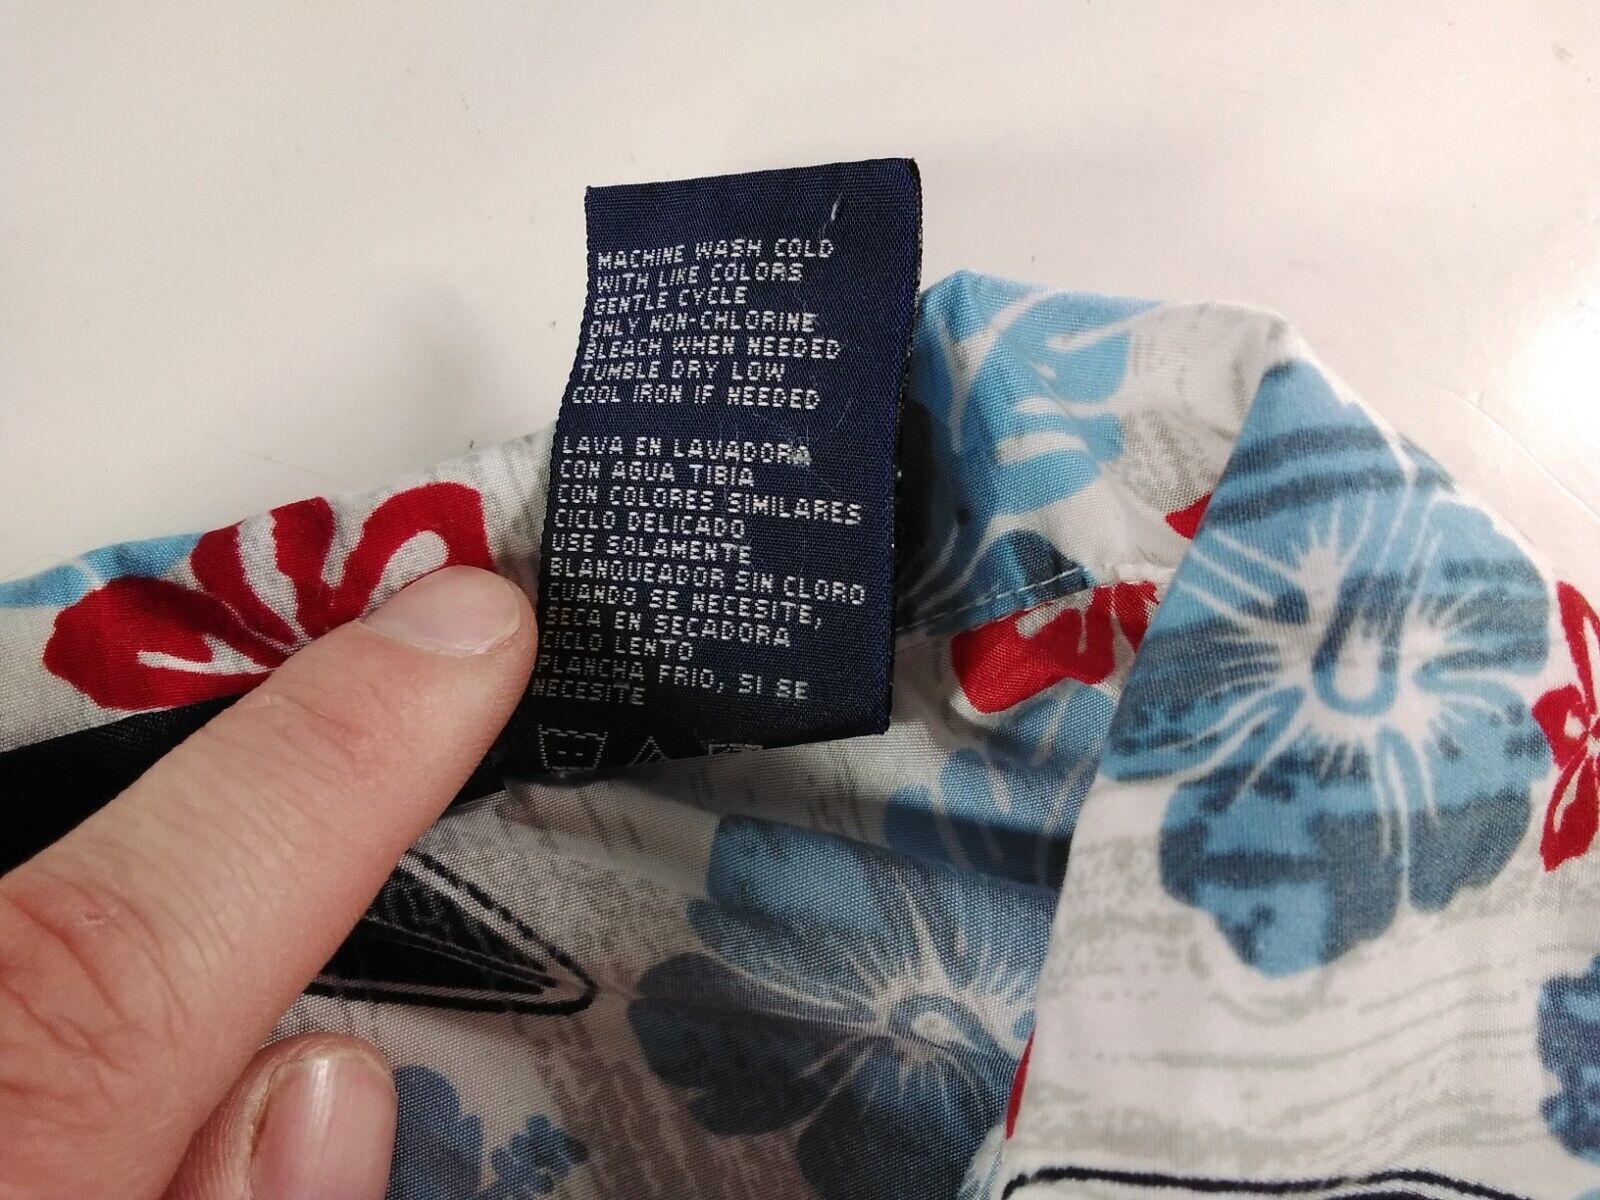 MACHINE WASH COLD
WITH LIKE COLORS
GENTLE CYCLE
ONLY NON-CHLORINE
BLEACH WHEN NEEDED
TUMBLE DRY LOW
COOL IRON IF NEEDED
LAVA EN LAVADORA
CON AGUA TIBIA
CON COLORES SIMILARES
CICLO DELICADO
USE SOLAMENTE
BLANQUEADOR SIN CLORO
CUANDO SE NECESITE,
SECA EN SECADORA
CICLO LENTO
PLANCHA FRIO, SI SE
NECESITE